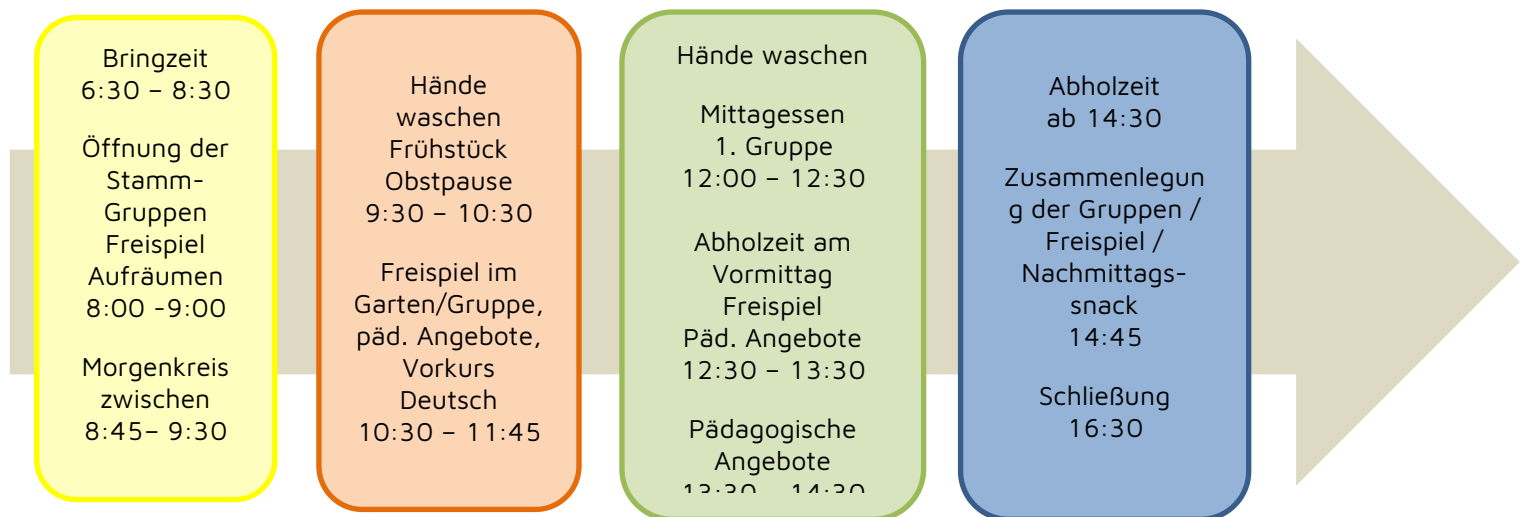 Bringzeit
6:30 – 8:30
Öffnung der
Stamm-
Gruppen
Freispiel
Aufräumen
8:00 -9:00
Morgenkreis
zwischen
8:45– 9:30
Hände
waschen
Frühstück
Obstpause
9:30 – 10:30
Freispiel im
Garten/Gruppe,
päd. Angebote,
Vorkurs
Deutsch
10:30 – 11:45
Hände waschen
Mittagessen
1. Gruppe
12:00 – 12:30
Abholzeit am
Vormittag
Freispiel
Päd. Angebote
12:30 – 13:30
Pädagogische
Angebote
13:30 – 14:30
Abholzeit
ab 14:30
Zusammenlegun
g der Gruppen /
Freispiel /
Nachmittags-
snack
14:45
Schließung
16:30